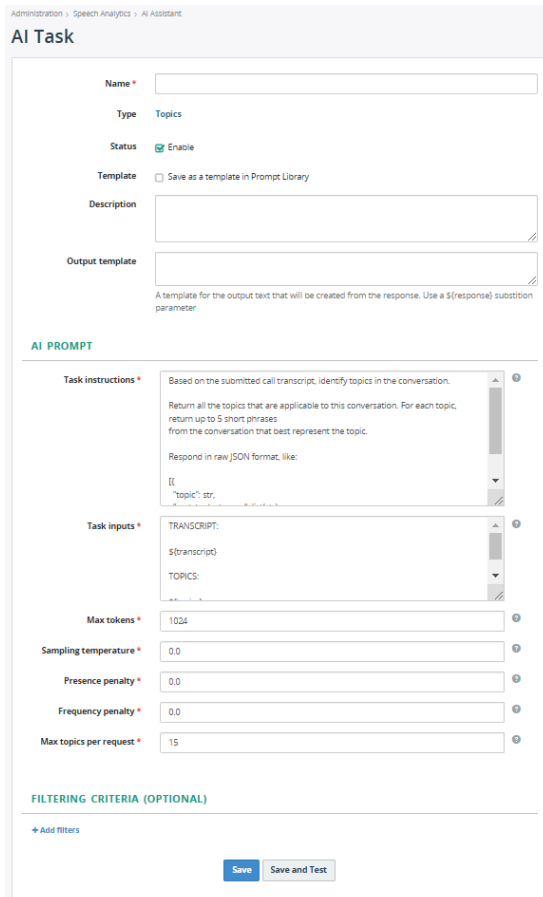 Administration > Speech Analytics > AI Assistant
AI Task
Name *
Type Topics
Status Enable
Template Save as a template in Prompt Library
Description
Output template
A template for the output text that will be created from the response. Use a ${response} substition
parameter
AI PROMPT
Task instructions * Based on the submitted call transcript, identify topics in the conversation.
Return all the topics that are applicable to this conversation. For each topic,
return up to 5 short phrases
from the conversation that best represent the topic.
Respond in raw JSON format, like:
[{
"topic": str,
Task inputs * TRANSCRIPT:
${transcript}
TOPICS:
Max tokens * 1024
Sampling temperature * 0.0
Presence penalty * 0.0
Frequency penalty * 0.0
Max topics per request * 15
FILTERING CRITERIA (OPTIONAL)
+ Add filters
Save Save and Test